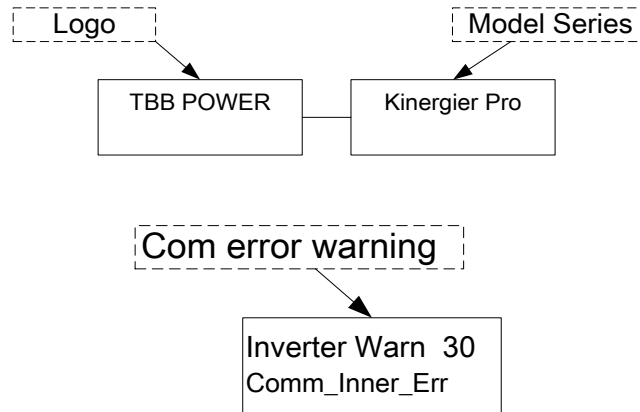 Logo
Model Series
TBB POWER
Kinergier Pro
Com error warning
Inverter Warn  30
Comm_Inner_Err